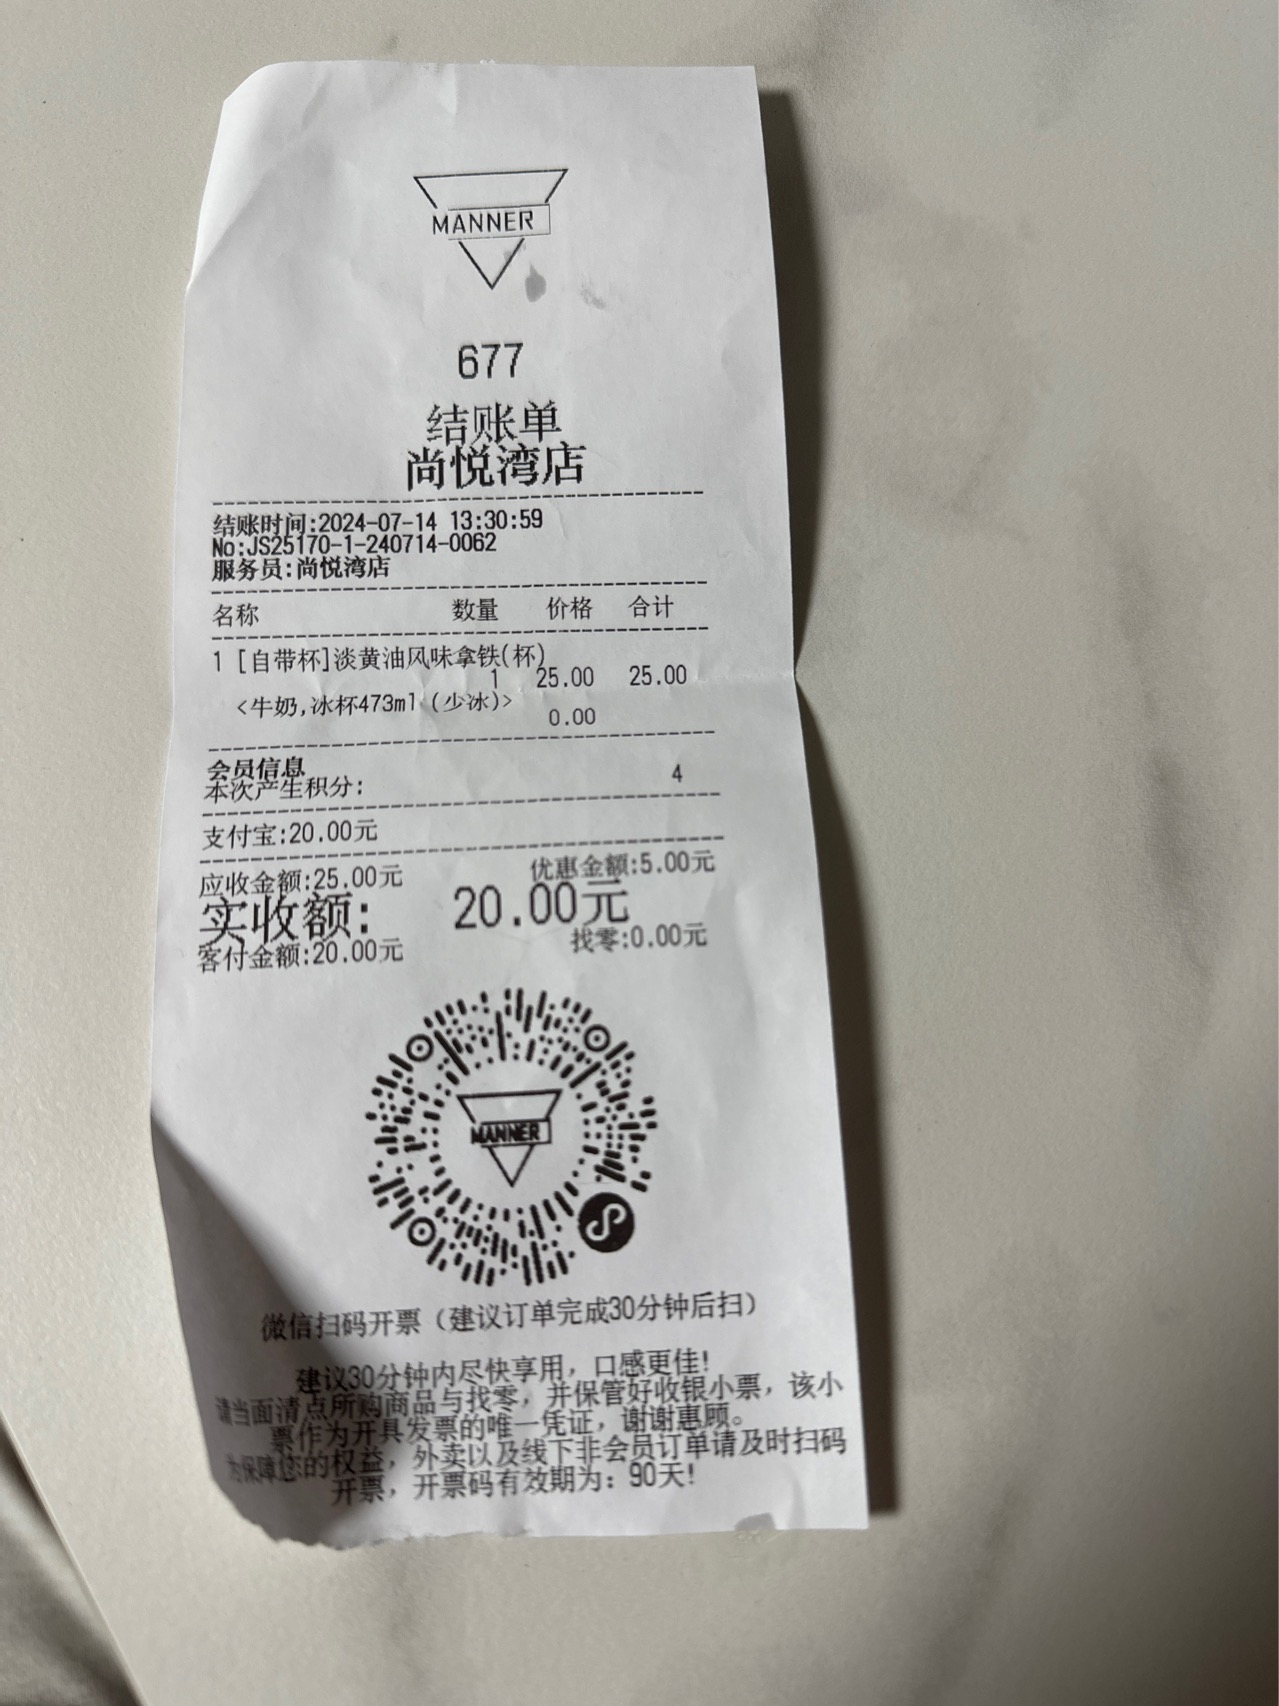 MANNER
677
结账单
尚悦湾店
结账时间:2024-07-14 13:30:59
No:JS25170-1-240714-0062
服务员:尚悦湾店
名称 数量 价格 合计
1 [自带杯]淡黄油风味拿铁(杯)
1 25.00 25.00
<牛奶,冰杯473ml (少冰)>
0.00
会员信息
本次产生积分: 4
支付宝:20.00元
应收金额:25.00元 优惠金额:5.00元
实收额: 20.00元
客付金额:20.00元 找零:0.00元
MANNER
微信扫码开票（建议订单完成30分钟后扫）
建议30分钟内尽快享用，口感更佳!
请当面清点所购商品与找零，并保管好收银小票，该小
票作为开具发票的唯一凭证，谢谢惠顾。
为保障您的权益，外卖以及线下非会员订单请及时扫码
开票，开票码有效期为：90天!